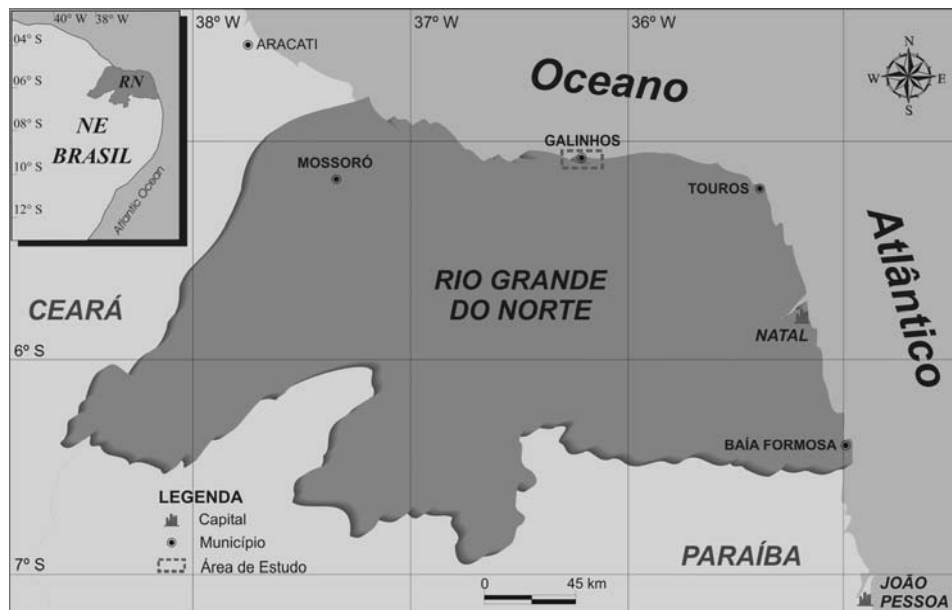 40° W 38° W
04° S
06° S
08° S
10° S
12° S
RN
NE
BRASIL
Atlantic Ocean
38° W
37° W
36° W
ARACATI
Oceano
Atlântico
N
W E
S
GALINHOS
MOSSORÓ
TOUROS
CEARÁ
RIO GRANDE
DO NORTE
NATAL
6° S
BAÍA FORMOSA
LEGENDA
Capital
Município
Área de Estudo
PARAÍBA
7° S
0 45 km
JOÃO
PESSOA